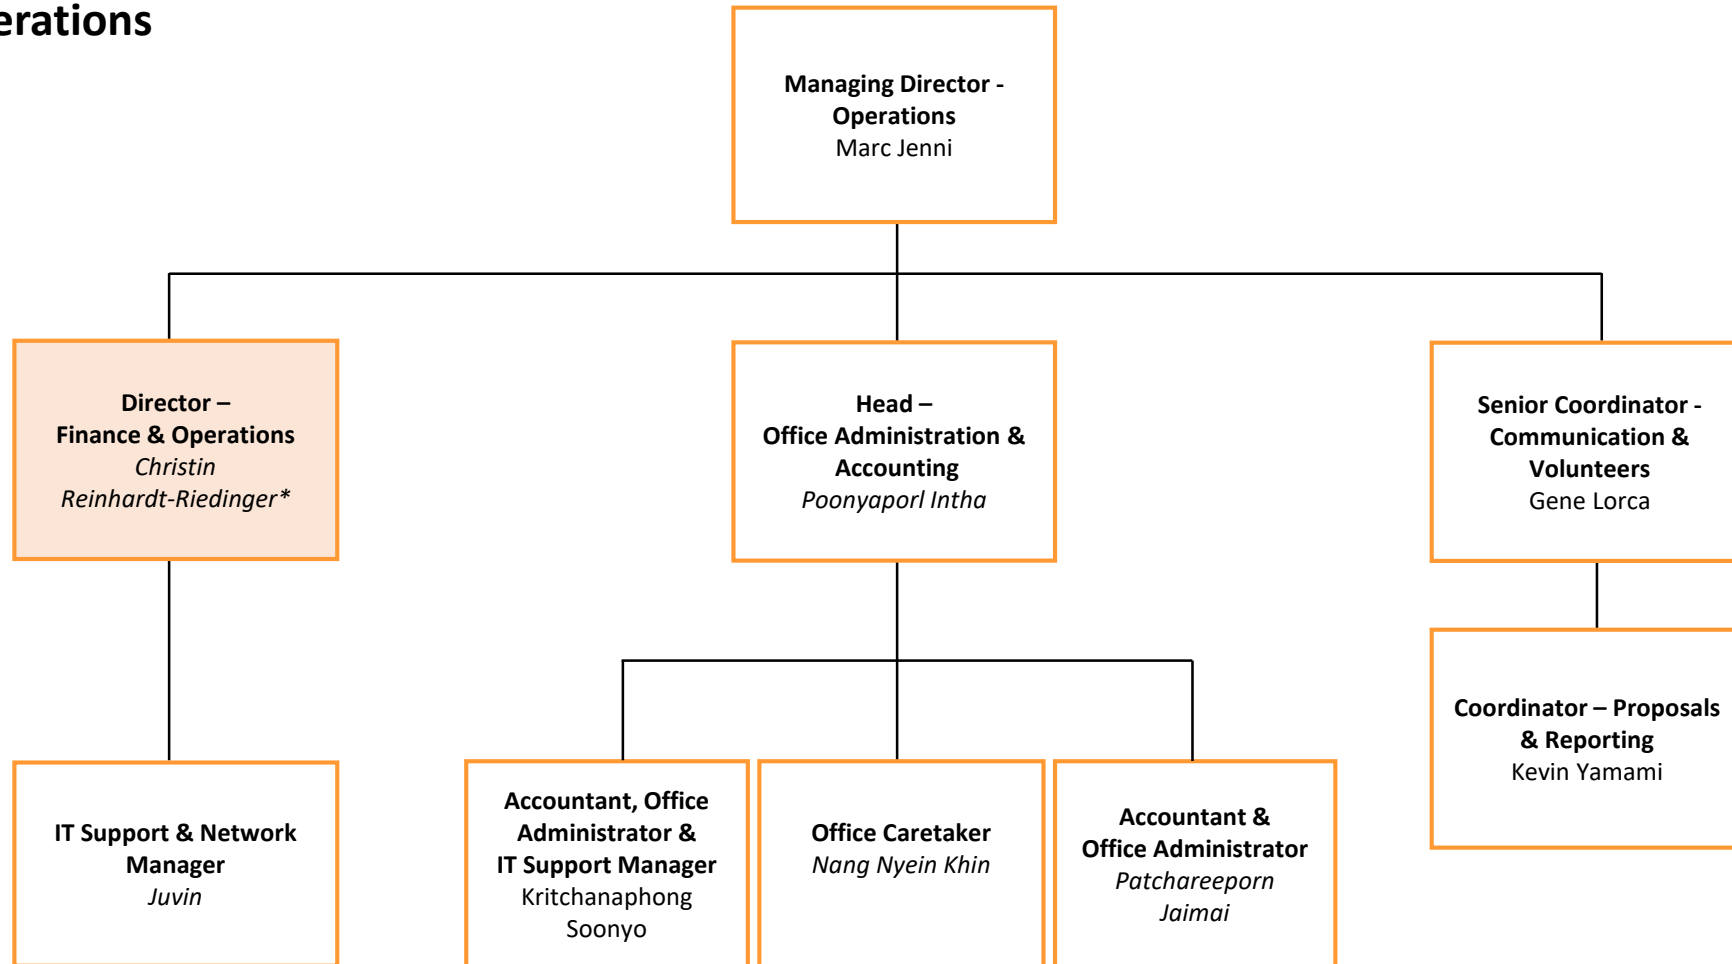 erations
Managing Director -
Operations
Marc Jenni
Director –
Finance & Operations
Christin
Reinhardt-Riedinger*
Head –
Office Administration &
Accounting
Poonyaporl Intha
Senior Coordinator -
Communication &
Volunteers
Gene Lorca
Coordinator – Proposals
& Reporting
Kevin Yamami
IT Support & Network
Manager
Juvin
Accountant, Office
Administrator &
IT Support Manager
Kritchanaphong
Soonyo
Office Caretaker
Nang Nyein Khin
Accountant &
Office Administrator
Patchareeporn
Jaimai